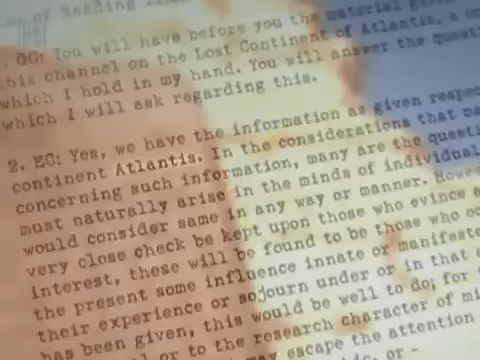 of Reading
GC: You will have before you the material
this channel on the Lost Continent of Atlantis, a
which I hold in my hand. You will answer the questi
which I will ask regarding this.
2. EC: Yes, we have the information as given respec
continent Atlantis. In the considerations that ma
concerning such information, many are the questi
must naturally arise in the minds of individual
would consider same in any way or manner. Howev
very close check be kept upon those who evince a
interest, these will be found to be those who
the present some influence innate or manifeste
their experience or sojourn under or in that
has been given, this would be well to do; for
or to the research character of mi
may escape the attention
or -